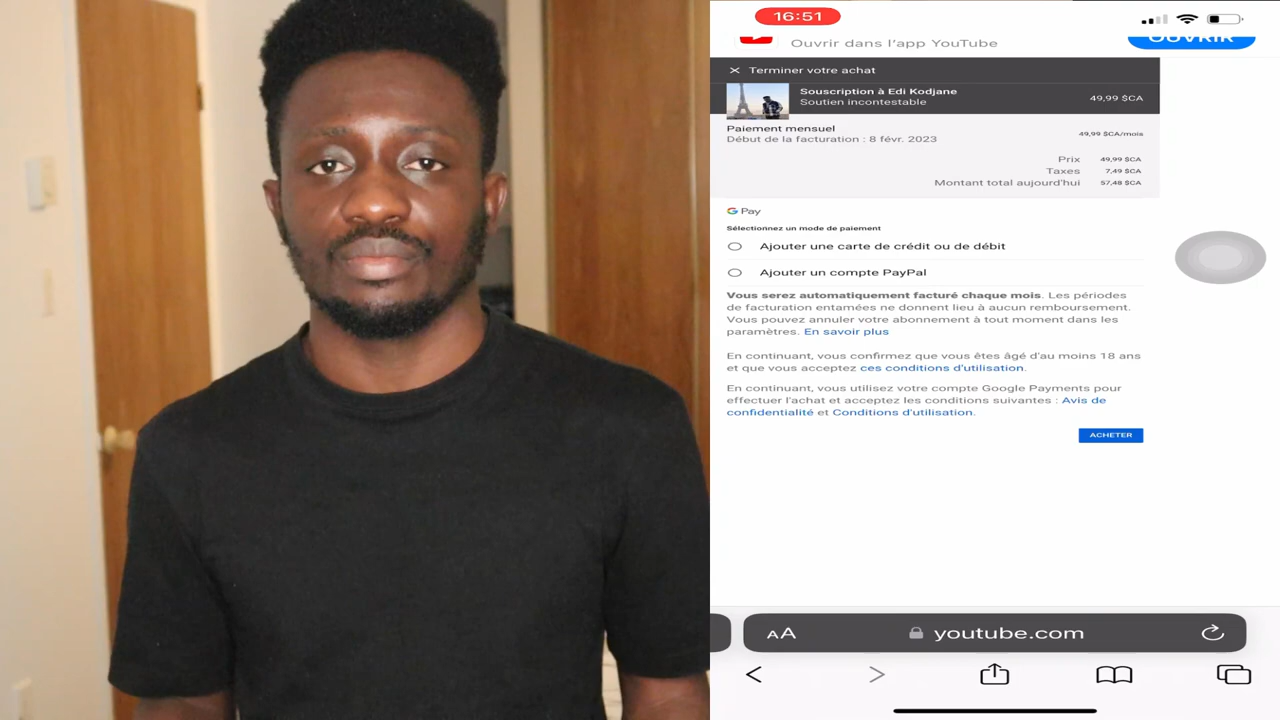 16:51
Ouvrir dans l'app YouTube
OUVRIR
× Terminer votre achat
Souscription à Edi Kodjane
Soutien incontestable
49,99 $CA
Paiement mensuel
Début de la facturation : 8 févr. 2023
49,99 $CA/mois
Prix 49,99 $CA
Taxes 7,49 $CA
Montant total aujourd'hui 57,48 $CA
G Pay
Sélectionnez un mode de paiement
Ajouter une carte de crédit ou de débit
Ajouter un compte PayPal
Vous serez automatiquement facturé chaque mois. Les périodes
de facturation entamées ne donnent lieu à aucun remboursement.
Vous pouvez annuler votre abonnement à tout moment dans les
paramètres. En savoir plus
En continuant, vous confirmez que vous êtes âgé d'au moins 18 ans
et que vous acceptez ces conditions d'utilisation.
En continuant, vous utilisez votre compte Google Payments pour
effectuer l'achat et acceptez les conditions suivantes : Avis de
confidentialité et Conditions d'utilisation.
ACHETER
AA
youtube.com